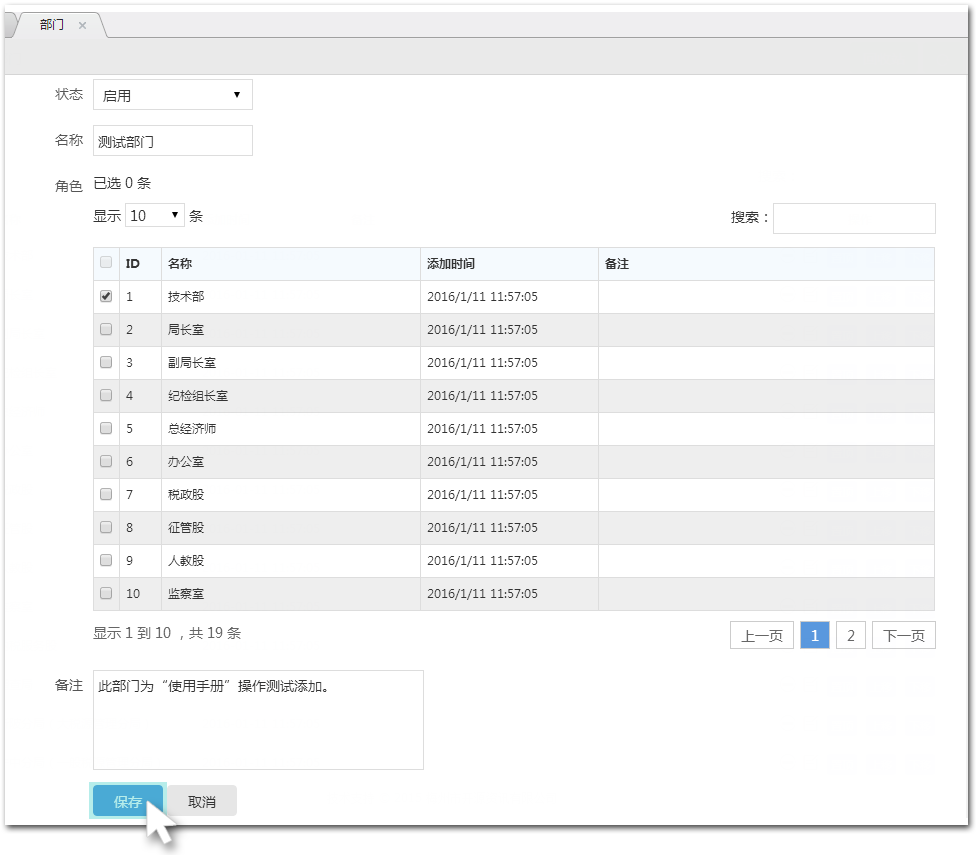 部门 ×
状态 启用
名称 测试部门
角色 已选 0 条
显示 10 条 搜索：
ID 名称 添加时间 备注
1 技术部 2016/1/11 11:57:05
2 局长室 2016/1/11 11:57:05
3 副局长室 2016/1/11 11:57:05
4 纪检组长室 2016/1/11 11:57:05
5 总经济师 2016/1/11 11:57:05
6 办公室 2016/1/11 11:57:05
7 税政股 2016/1/11 11:57:05
8 征管股 2016/1/11 11:57:05
9 人教股 2016/1/11 11:57:05
10 监察室 2016/1/11 11:57:05
显示 1 到 10 ，共 19 条 上一页 1 2 下一页
备注 此部门为“使用手册”操作测试添加。
保存 取消